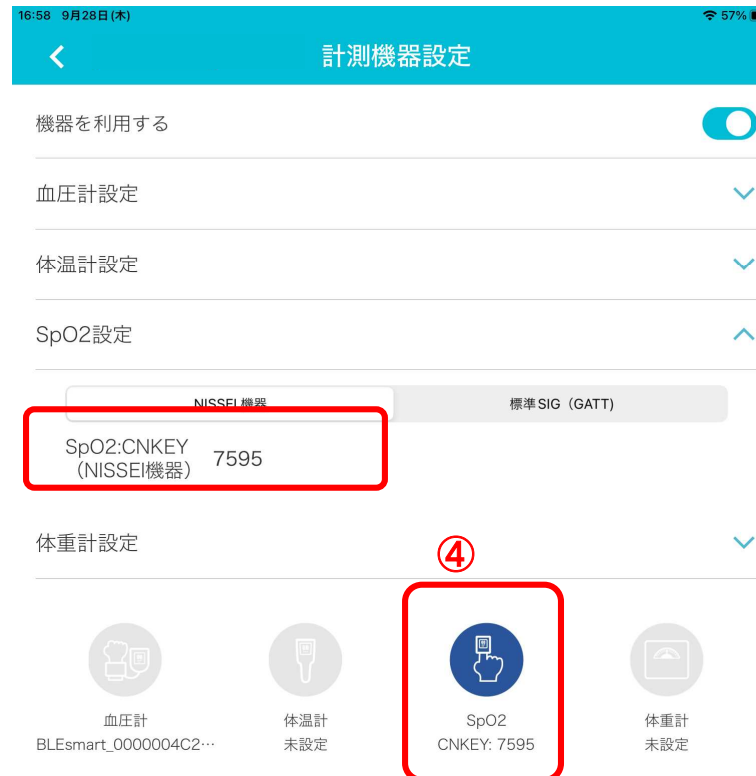 16:58 9月28日(木) 57%
計測機器設定
機器を利用する
血圧計設定
体温計設定
SpO2設定
NISSEI機器 標準SIG（GATT)
SpO2:CNKEY
（NISSEI機器） 7595
体重計設定
④
血圧計 体温計 SpO2 体重計
BLEsmart_0000004C2… 未設定 CNKEY: 7595 未設定